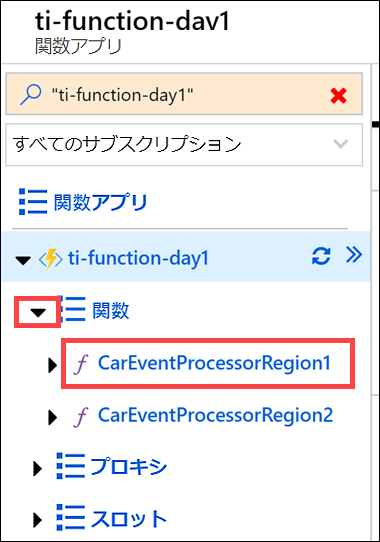 ti-function-dav1
関数アプリ
"ti-function-day1"
すべてのサブスクリプション
関数アプリ
ti-function-day1
関数
f CarEventProcessorRegion1
f CarEventProcessorRegion2
プロキシ
スロット